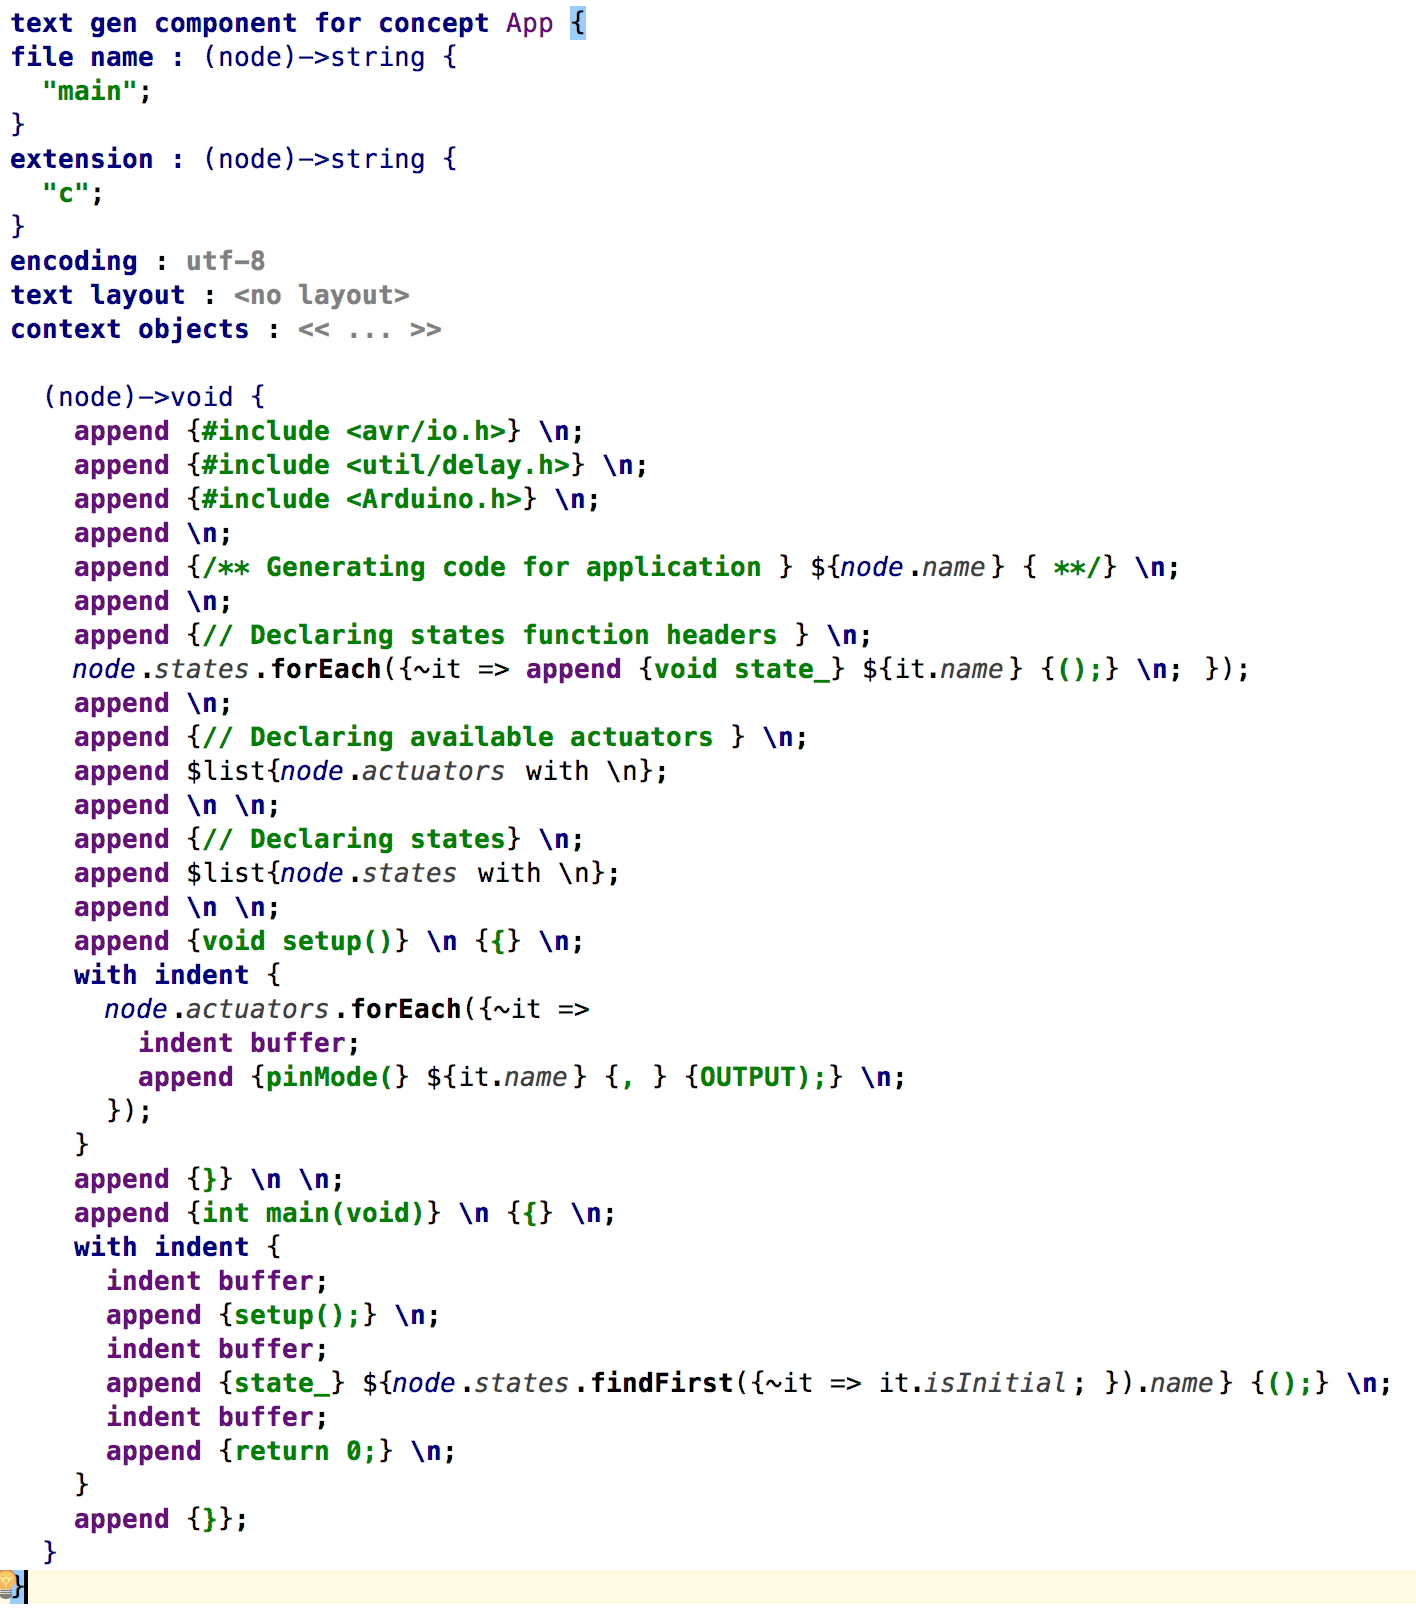 text gen component for concept App {
file name : (node)->string {
  "main";
}
extension : (node)->string {
  "c";
}
encoding : utf-8
text layout : <no layout>
context objects : << ... >>

  (node)->void {
    append {#include <avr/io.h>} \n;
    append {#include <util/delay.h>} \n;
    append {#include <Arduino.h>} \n;
    append \n;
    append {/** Generating code for application } ${node.name} { **/} \n;
    append \n;
    append {// Declaring states function headers } \n;
    node.states.forEach({~it => append {void state_} ${it.name} {();} \n; });
    append \n;
    append {// Declaring available actuators } \n;
    append $list{node.actuators with \n};
    append \n \n;
    append {// Declaring states} \n;
    append $list{node.states with \n};
    append \n \n;
    append {void setup()} \n {{} \n;
    with indent {
      node.actuators.forEach({~it =>
        indent buffer;
        append {pinMode(} ${it.name} {, } {OUTPUT);} \n;
      });
    }
    append {}} \n \n;
    append {int main(void)} \n {{} \n;
    with indent {
      indent buffer;
      append {setup();} \n;
      indent buffer;
      append {state_} ${node.states.findFirst({~it => it.isInitial; }).name} {();} \n;
      indent buffer;
      append {return 0;} \n;
    }
    append {}};
  }
}